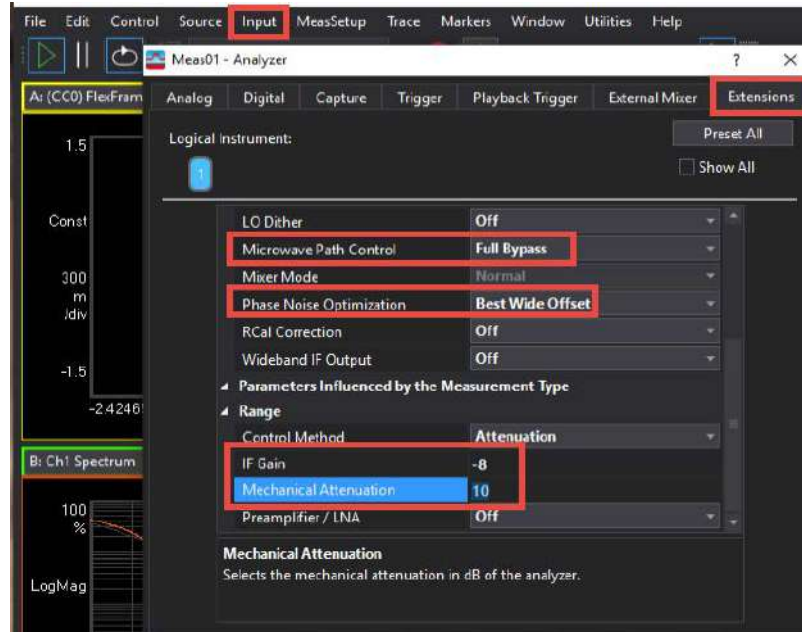 File Edit Control Source Input MeasSetup Trace Markers Window Utilities Help
Meas01 - Analyzer ? ×
A: (CC0) FlexFram
Analog Digital Capture Trigger Playback Trigger External Mixer Extensions
Logical Instrument:
Preset All
1
Show All
1.5
Const
300
m
/div
-1.5
-2.4246
LO Dither Off
Microwave Path Control Full Bypass
Mixer Mode Normal
Phase Noise Optimization Best Wide Offset
RCal Correction Off
Wideband IF Output Off
Parameters Influenced by the Measurement Type
Range
Control Method Attenuation
IF Gain -8
Mechanical Attenuation 10
Preamplifier / LNA Off
B: Ch1 Spectrum
100
%
LogMag
Mechanical Attenuation
Selects the mechanical attenuation in dB of the analyzer.